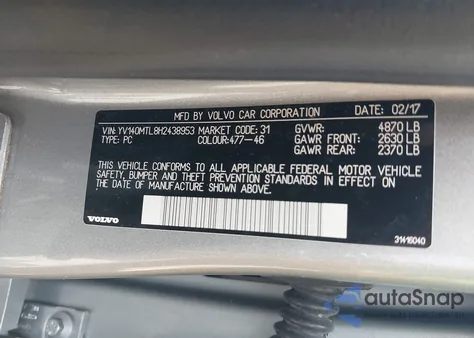 MFD BY VOLVO CAR CORPORATION DATE: 02/17
VIN: YV140MTL8H2438953 MARKET CODE: 31 GVWR: 4870 LB
TYPE: PC COLOUR:477-46 GAWR FRONT: 2630 LB
GAWR REAR: 2370 LB
THIS VEHICLE CONFORMS TO ALL APPLICABLE FEDERAL MOTOR VEHICLE
SAFETY, BUMPER, AND THEFT PREVENTION STANDARDS IN EFFECT ON THE
DATE OF MANUFACTURE SHOWN ABOVE.
VOLVO
31416040
autoSnap